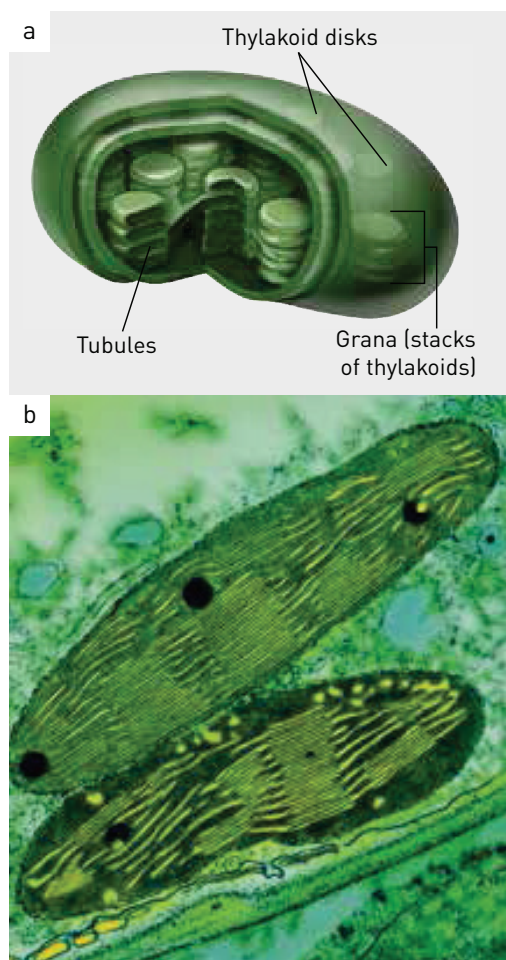 a
Thylakoid disks
Tubules
Grana (stacks
of thylakoids)
b